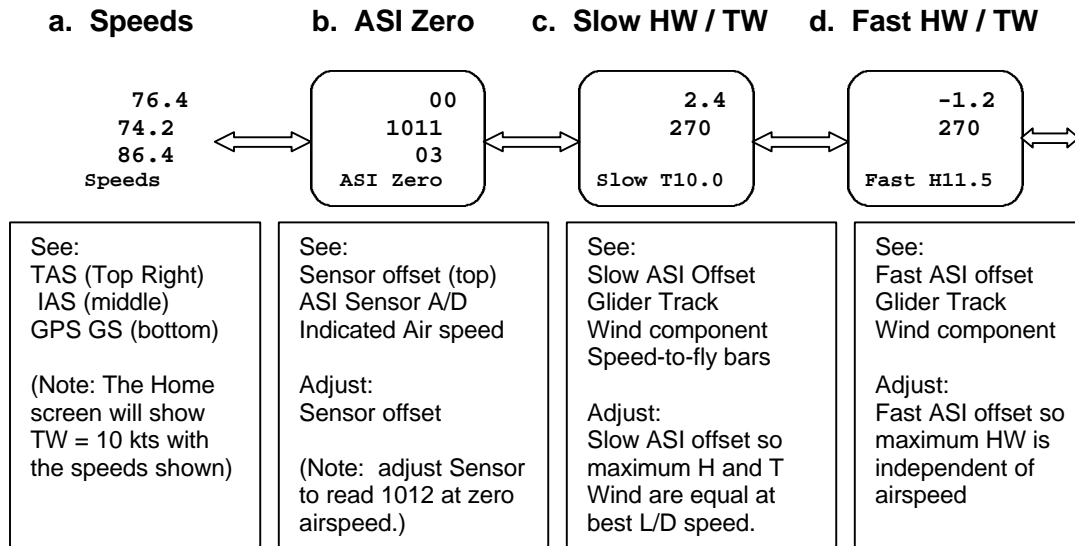 a. Speeds
b. ASI Zero
c. Slow HW / TW
d. Fast HW / TW
76.4
74.2
86.4
Speeds
00
1011
03
ASI Zero
2.4
270
Slow T10.0
-1.2
270
Fast H11.5
See:
TAS (Top Right)
IAS (middle)
GPS GS (bottom)
(Note: The Home
screen will show
TW = 10 kts with
the speeds shown)
See:
Sensor offset (top)
ASI Sensor A/D
Indicated Air speed
Adjust:
Sensor offset
(Note: adjust Sensor
to read 1012 at zero
airspeed.)
See:
Slow ASI Offset
Glider Track
Wind component
Speed-to-fly bars
Adjust:
Slow ASI offset so
maximum H and T
Wind are equal at
best L/D speed.
See:
Fast ASI offset
Glider Track
Wind component
Adjust:
Fast ASI offset so
maximum HW is
independent of
airspeed